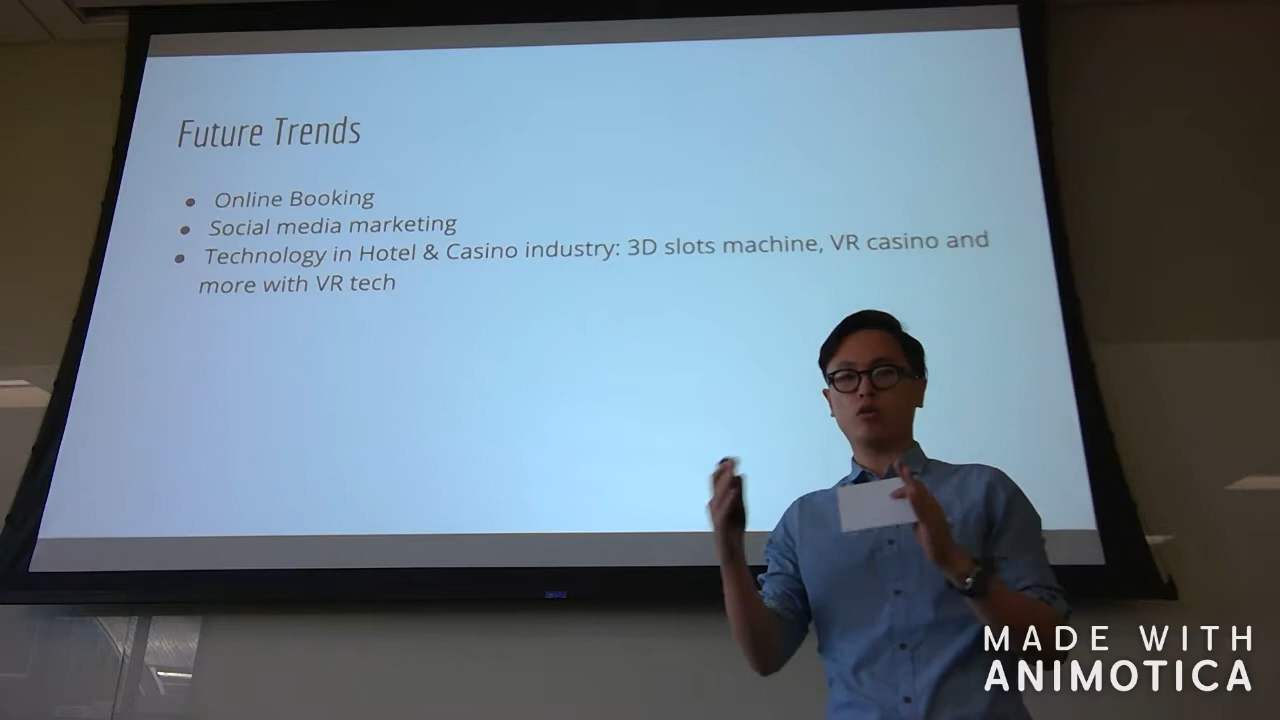 Future Trends
● Online Booking
● Social media marketing
● Technology in Hotel & Casino industry: 3D slots machine, VR casino and
more with VR tech
MADE WITH
ANIMOTICA